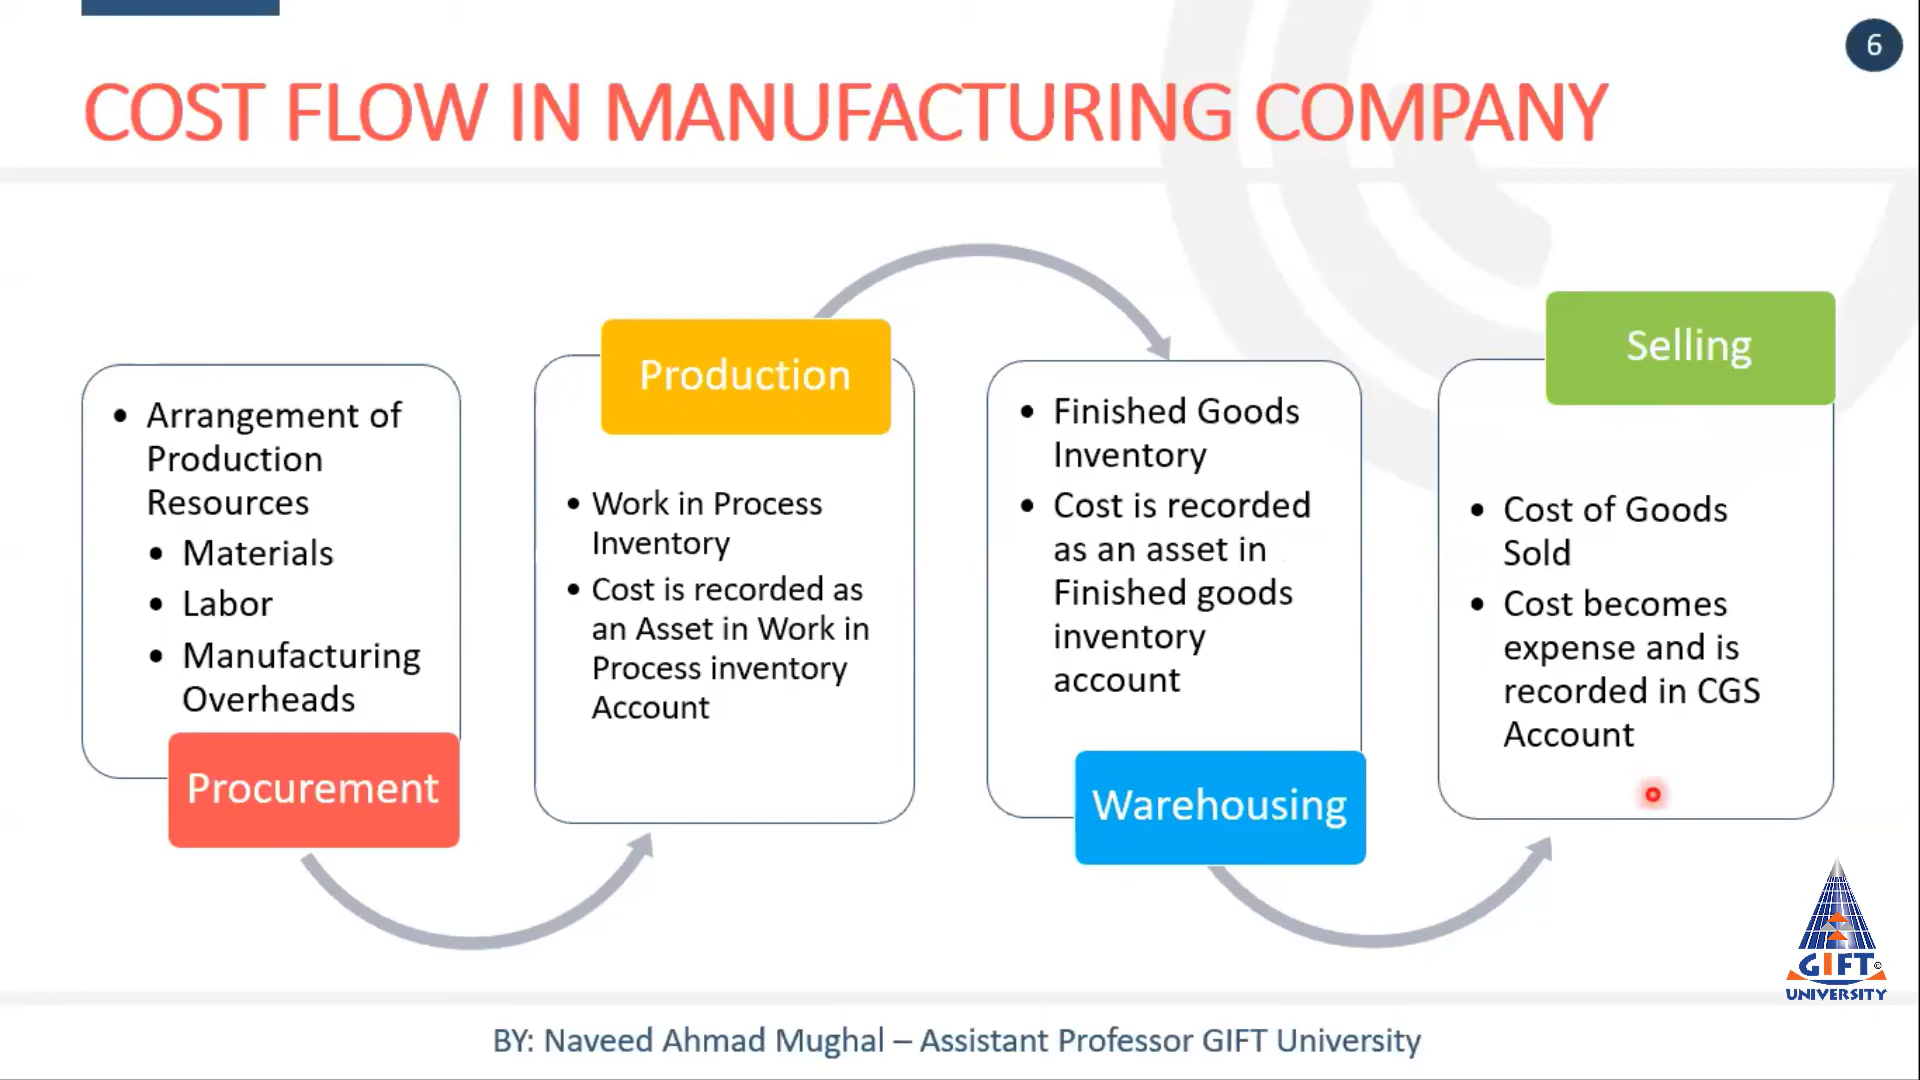 6
COST FLOW IN MANUFACTURING COMPANY
• Arrangement of
Production
Resources
• Materials
• Labor
• Manufacturing
Overheads
Procurement
Production
• Work in Process
Inventory
• Cost is recorded as
an Asset in Work in
Process inventory
Account
• Finished Goods
Inventory
• Cost is recorded
as an asset in
Finished goods
inventory
account
Warehousing
Selling
• Cost of Goods
Sold
• Cost becomes
expense and is
recorded in CGS
Account
GIFT©
UNIVERSITY
BY: Naveed Ahmad Mughal – Assistant Professor GIFT University